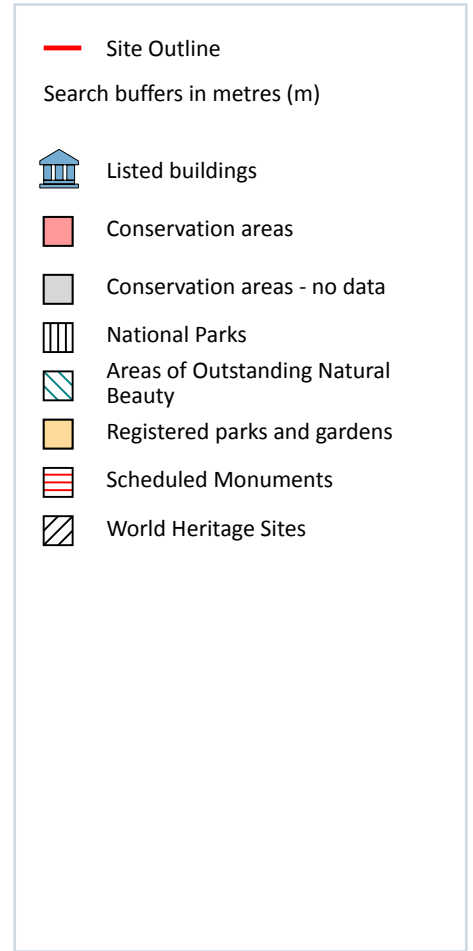 Site Outline
Search buffers in metres (m)
Listed buildings
Conservation areas
Conservation areas - no data
National Parks
Areas of Outstanding Natural
Beauty
Registered parks and gardens
Scheduled Monuments
World Heritage Sites